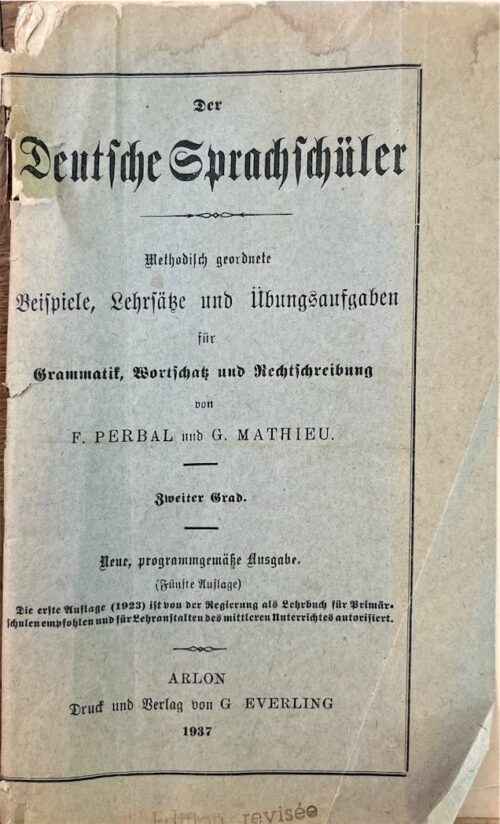 Der
Deutsche Sprachschüler
Methodisch geordnete
Beispiele, Lehrsätze und Übungsaufgaben
für
Grammatik, Wortschatz und Rechtschreibung
von
F. PERBAL und G. MATHIEU.
Zweiter Grad.
Neue, programmgemäße Ausgabe.
(Fünfte Auflage)
Die erste Auflage (1923) ist von der Regierung als Lehrbuch für Primär-
schulen empfohlen und für Lehranstalten des mittleren Unterrichtes autorisiert.
ARLON
Druck und Verlag von G EVERLING
1937
Edition revisée